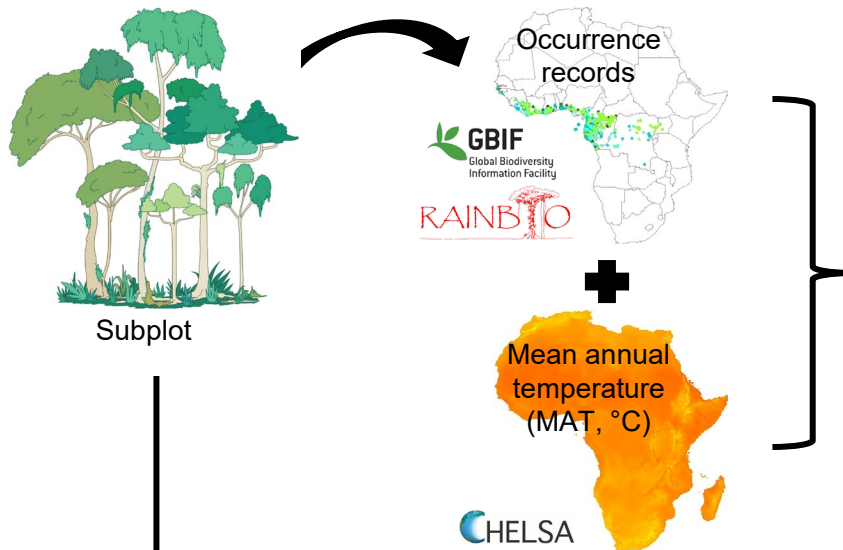 Occurrence
records
GBIF
Global Biodiversity
Information Facility
RAINBIO
Subplot
Mean annual
temperature
(MAT, °C)
CHELSA